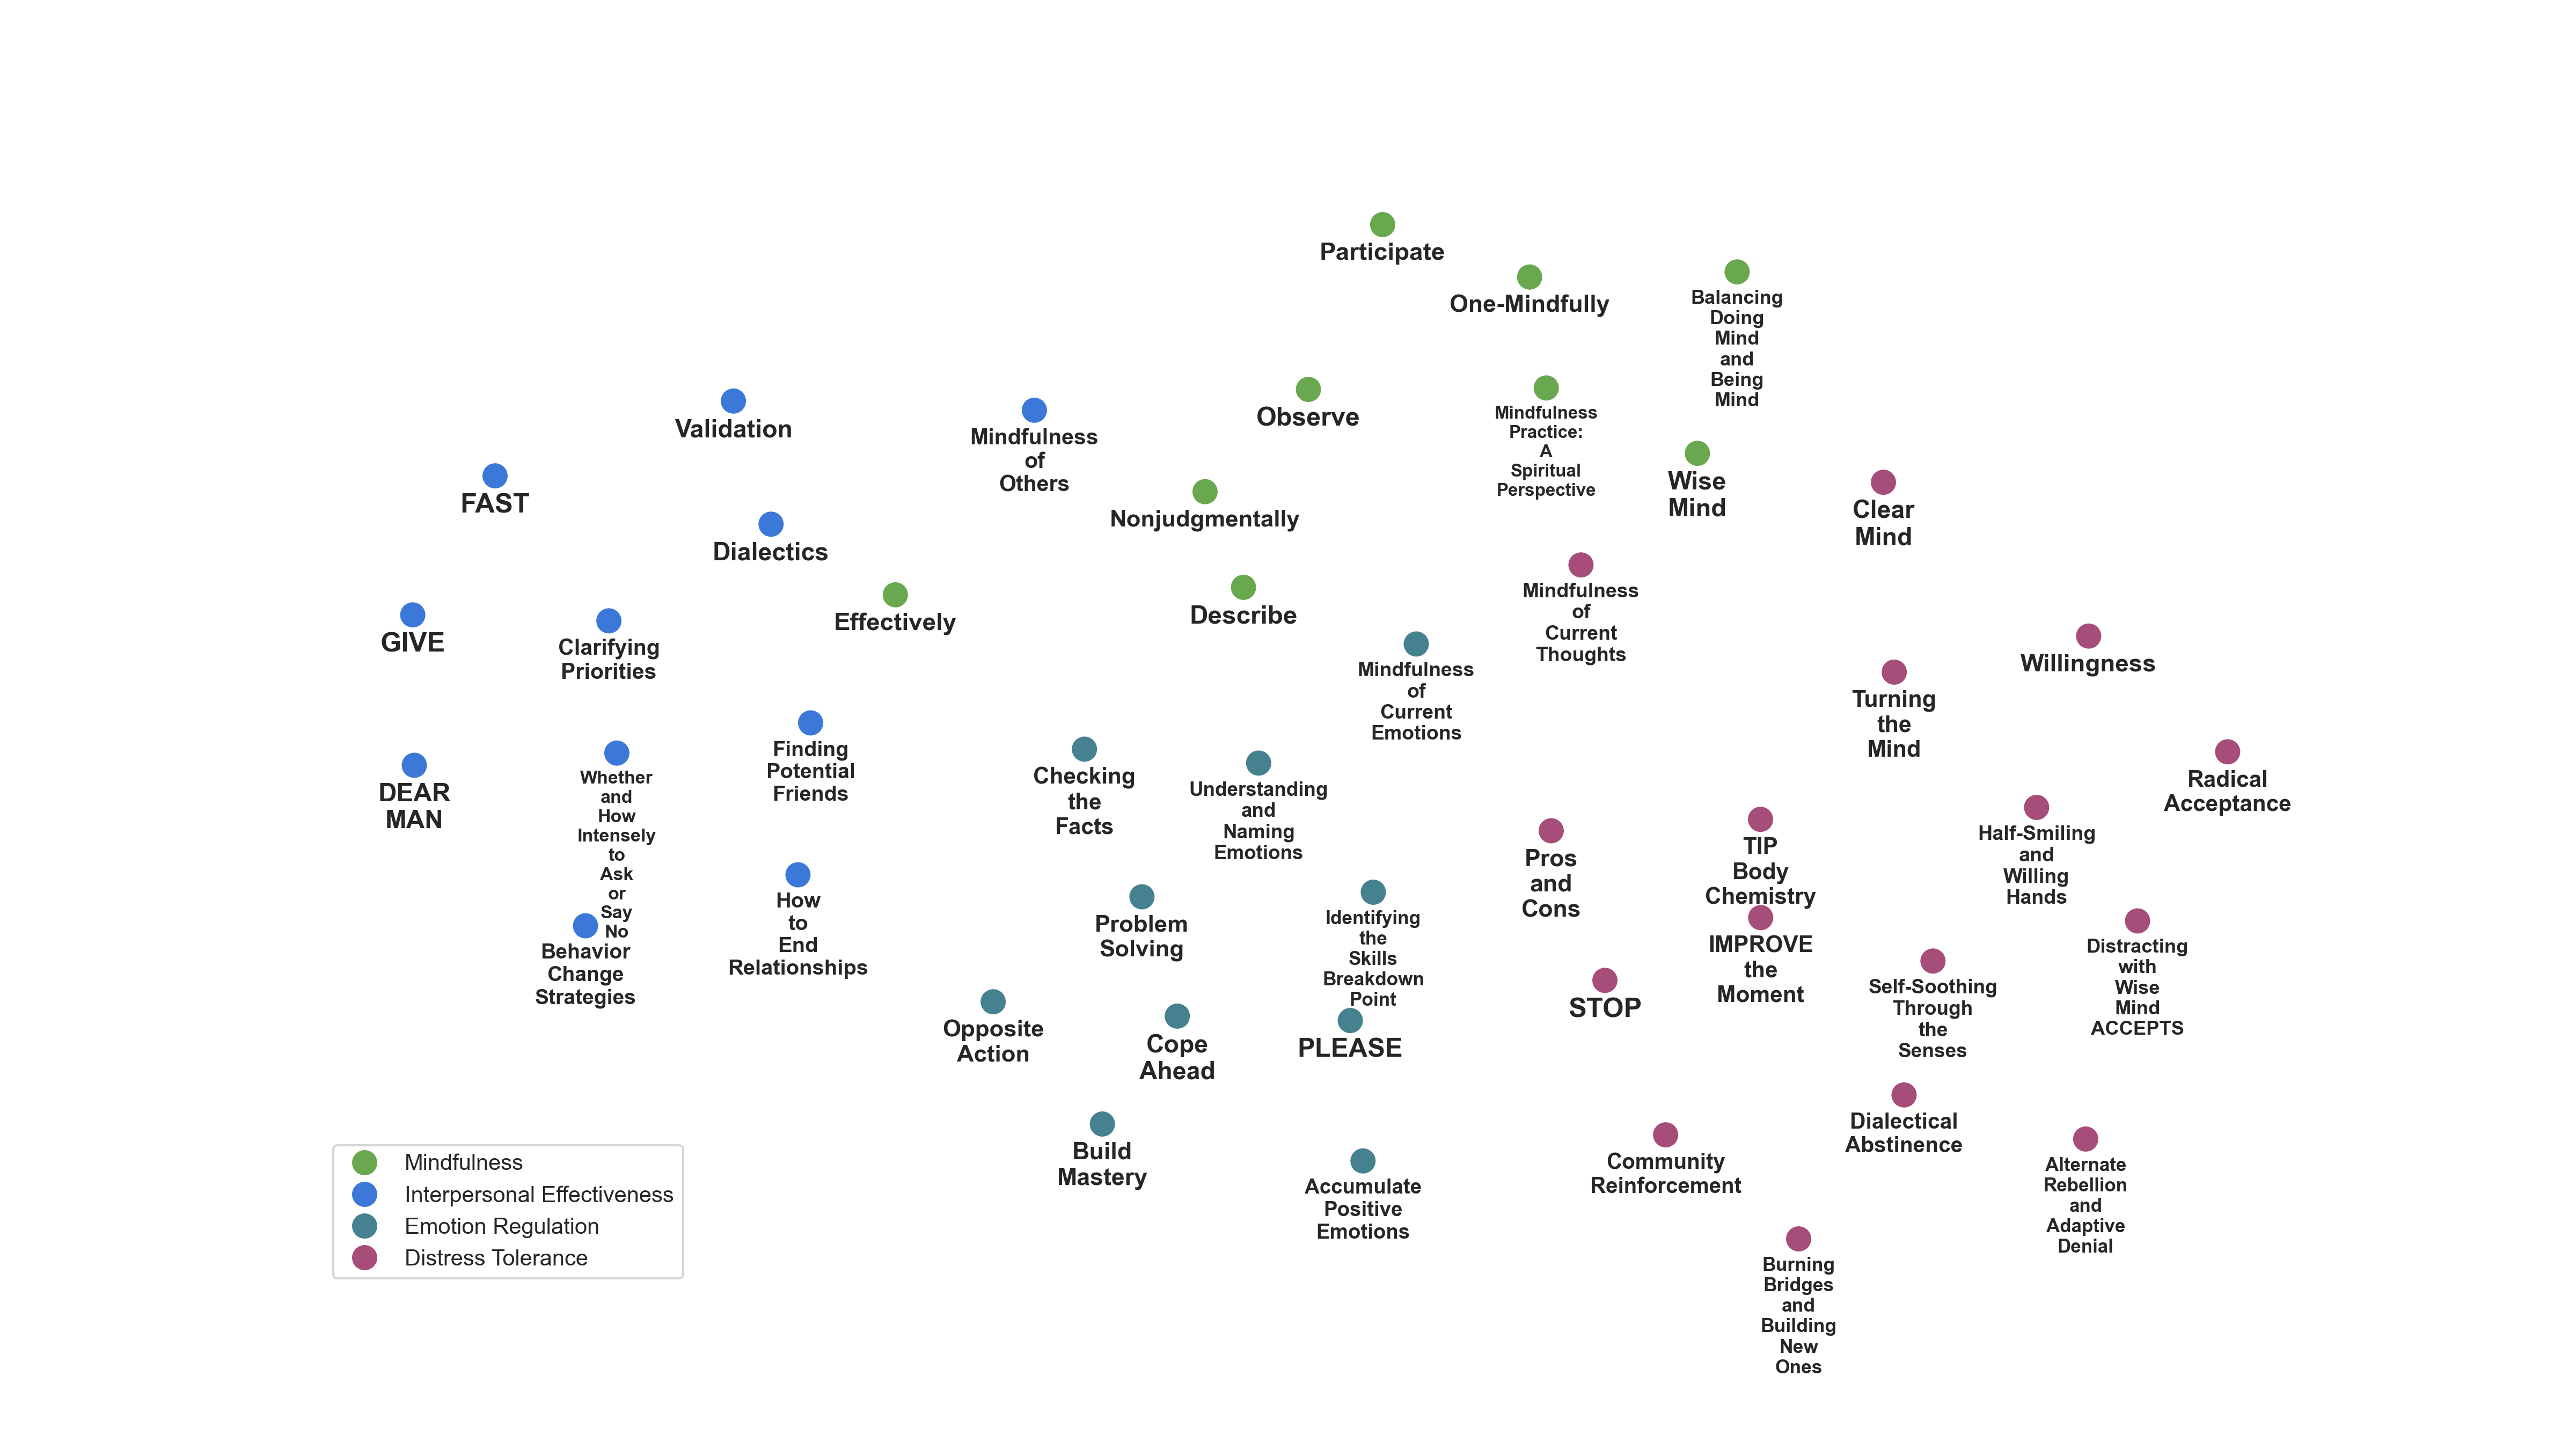 Participate
One-Mindfully
Balancing
Doing
Mind
and
Being
Mind
Validation
Mindfulness
of
Others
Observe
Mindfulness
Practice:
A
Spiritual
Perspective
Wise
Mind
FAST
Nonjudgmentally
Clear
Mind
Dialectics
Mindfulness
of
Current
Thoughts
Effectively
Describe
GIVE
Clarifying
Priorities
Mindfulness
of
Current
Emotions
Willingness
Turning
the
Mind
Finding
Potential
Friends
Checking
the
Facts
Radical
Acceptance
DEAR
MAN
Whether
and
How
Intensely
to
Ask
or
Say
No
Understanding
and
Naming
Emotions
Half-Smiling
and
Willing
Hands
TIP
Body
Chemistry
Pros
and
Cons
How
to
End
Relationships
Problem
Solving
Identifying
the
Skills
Breakdown
Point
Behavior
Change
Strategies
IMPROVE
the
Moment
Distracting
with
Wise
Mind
ACCEPTS
Self-Soothing
Through
the
Senses
STOP
Opposite
Action
Cope
Ahead
PLEASE
Dialectical
Abstinence
Build
Mastery
Community
Reinforcement
Alternate
Rebellion
and
Adaptive
Denial
Accumulate
Positive
Emotions
Burning
Bridges
and
Building
New
Ones
Mindfulness
Interpersonal Effectiveness
Emotion Regulation
Distress Tolerance